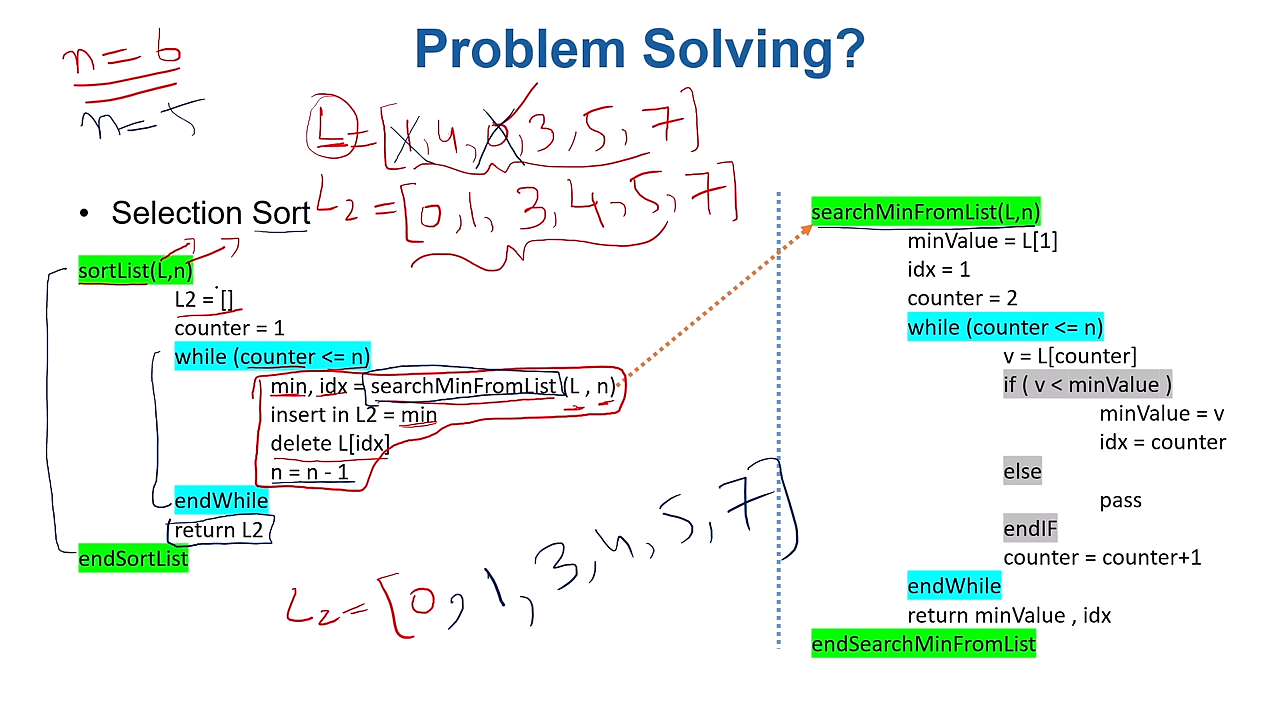 n=6
Problem Solving?
n=5
L=[1,4,0,3,5,7]
L2=[0,1,3,4,5,7]
• Selection Sort
sortList(L,n)
L2 = []
counter = 1
while (counter <= n)
min, idx = searchMinFromList (L , n)
insert in L2 = min
delete L[idx]
n = n - 1
endWhile
return L2
endSortList
L2=[0,1,3,4,5,7]
searchMinFromList(L,n)
minValue = L[1]
idx = 1
counter = 2
while (counter <= n)
v = L[counter]
if ( v < minValue )
minValue = v
idx = counter
else
pass
endIF
counter = counter+1
endWhile
return minValue , idx
endSearchMinFromList